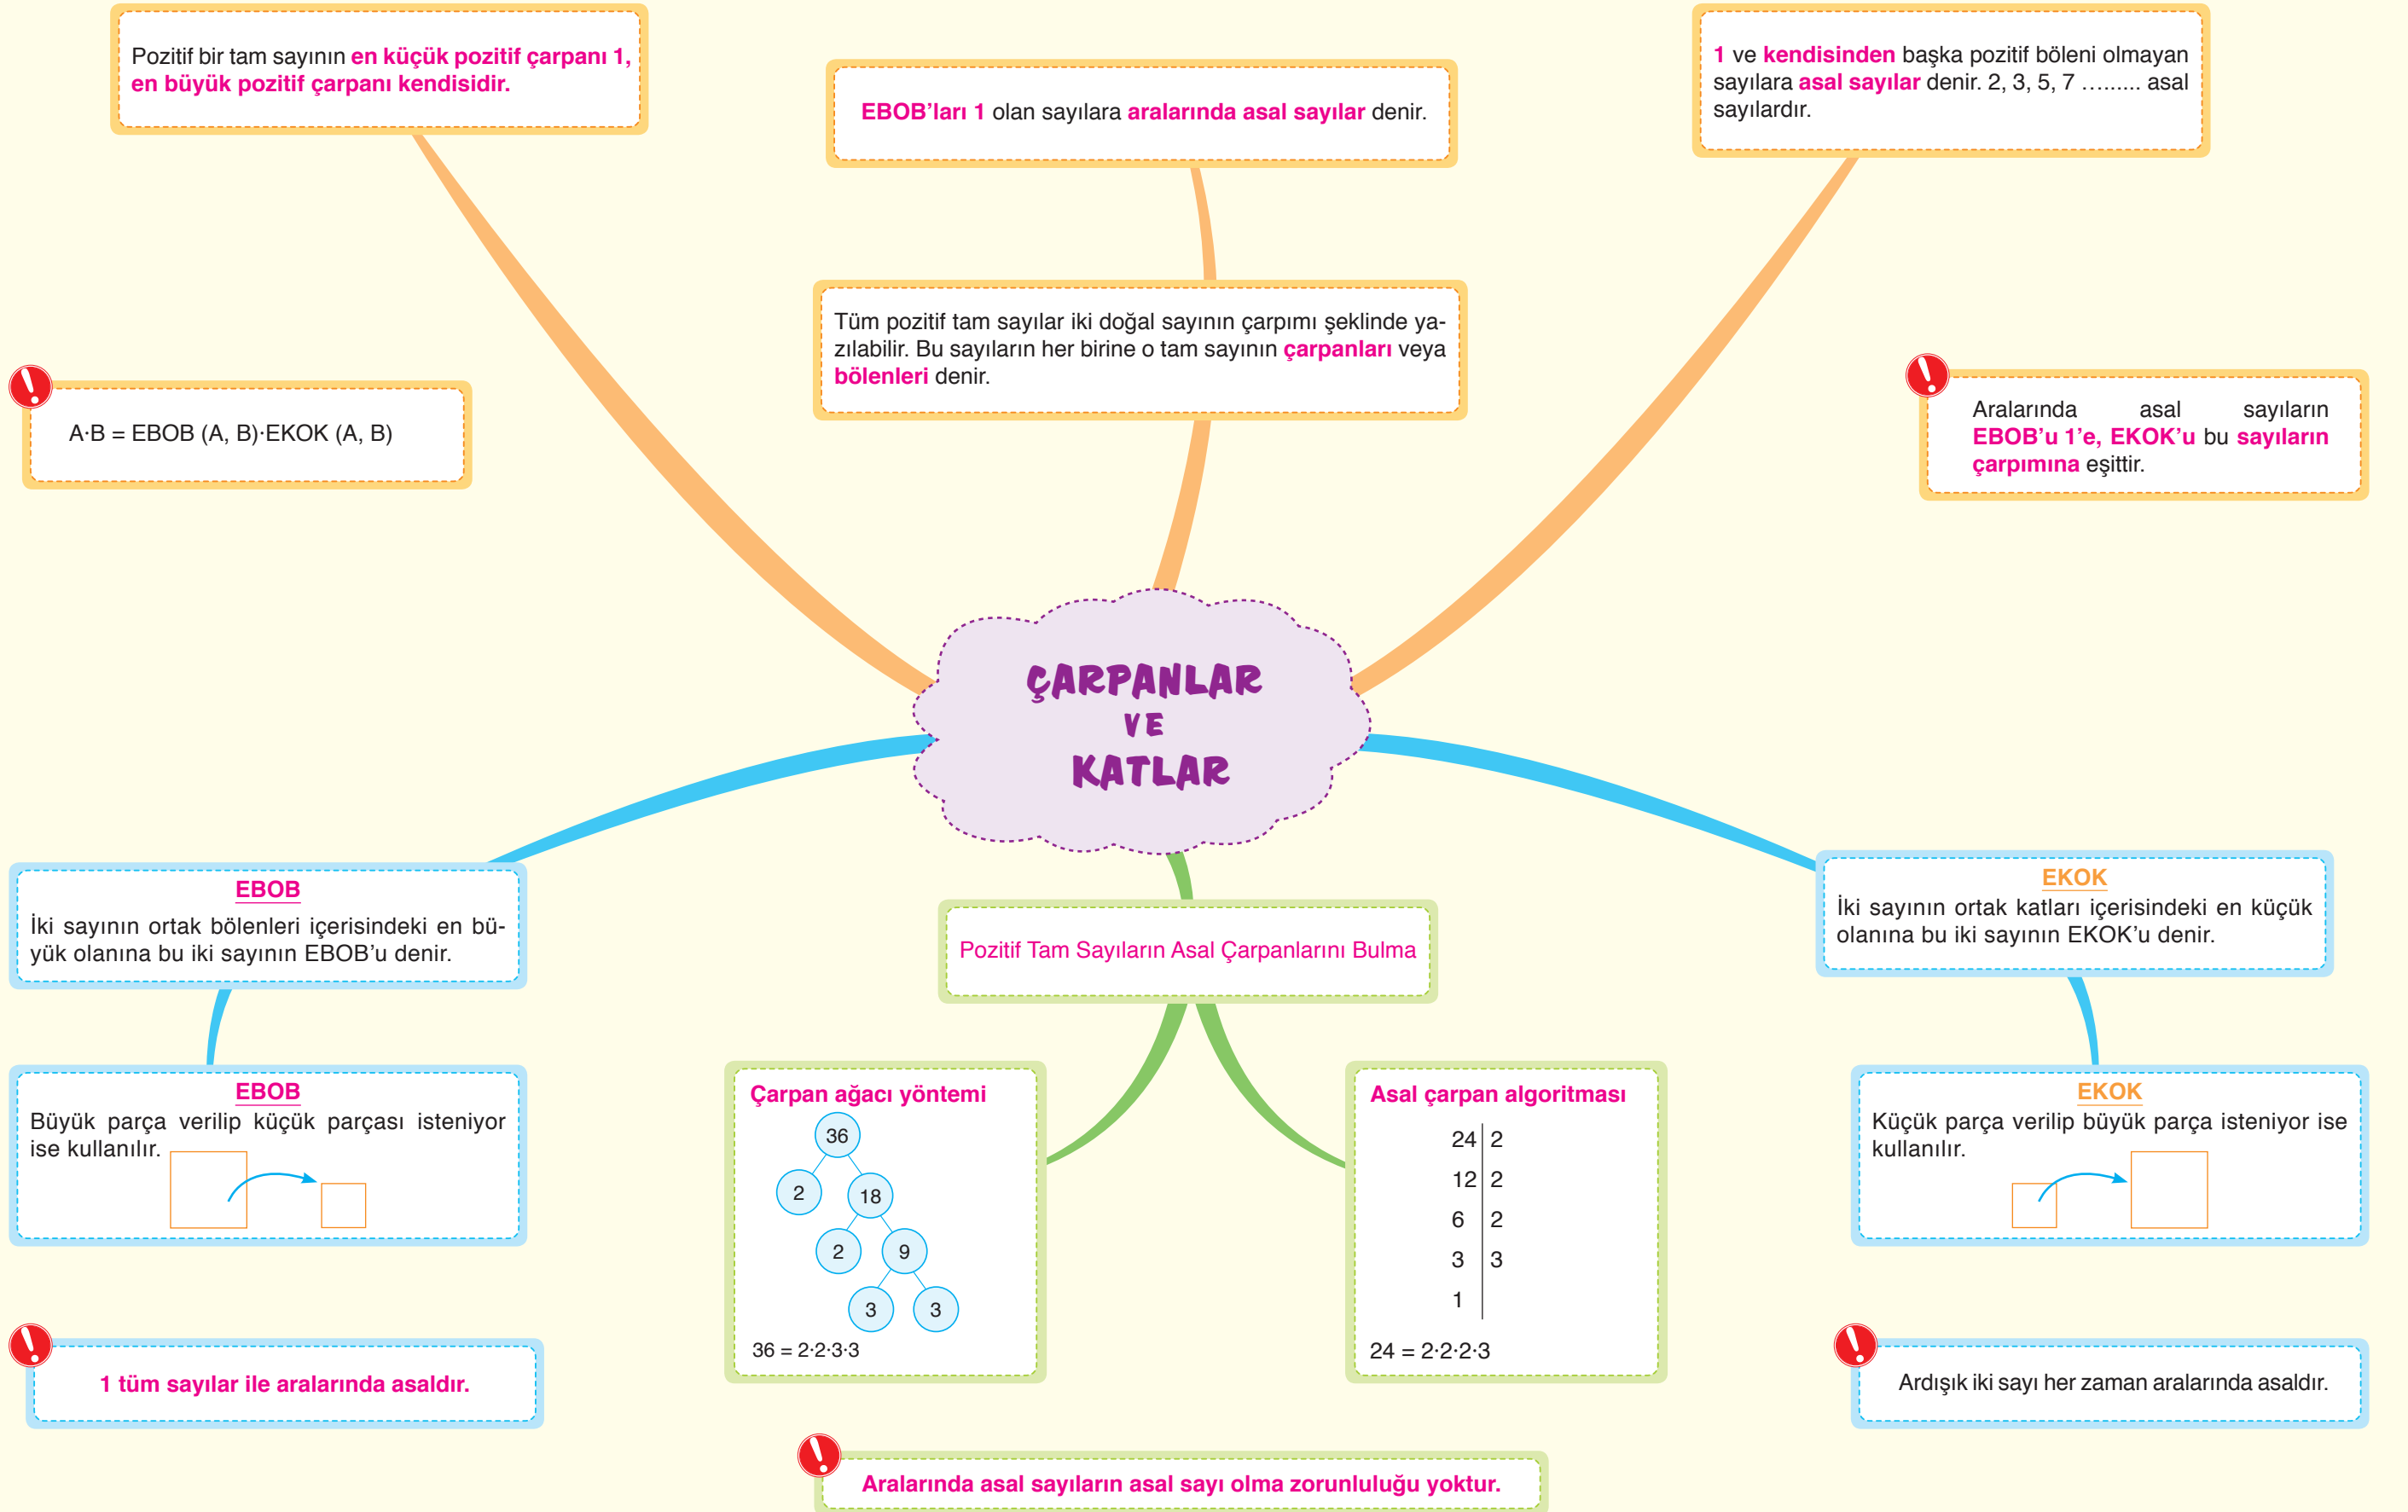 Pozitif bir tam sayının en küçük pozitif çarpanı 1,
en büyük pozitif çarpanı kendisidir.
EBOB'ları 1 olan sayılara aralarında asal sayılar denir.
1 ve kendisinden başka pozitif böleni olmayan
sayılara asal sayılar denir. 2, 3, 5, 7 …...... asal
sayılardır.
Tüm pozitif tam sayılar iki doğal sayının çarpımı şeklinde ya-
zılabilir. Bu sayıların her birine o tam sayının çarpanları veya
bölenleri denir.
A·B = EBOB (A, B)·EKOK (A, B)
Aralarında asal sayıların
EBOB'u 1'e, EKOK'u bu sayıların
çarpımına eşittir.
ÇARPANLAR
VE
KATLAR
EBOB
İki sayının ortak bölenleri içerisindeki en bü-
yük olanına bu iki sayının EBOB'u denir.
Pozitif Tam Sayıların Asal Çarpanlarını Bulma
EKOK
İki sayının ortak katları içerisindeki en küçük
olanına bu iki sayının EKOK'u denir.
EBOB
Büyük parça verilip küçük parçası isteniyor
ise kullanılır.
Çarpan ağacı yöntemi
36
2 18
2 9
3 3
36 = 2·2·3·3
Asal çarpan algoritması
24 2
12 2
6 2
3 3
1
24 = 2·2·2·3
EKOK
Küçük parça verilip büyük parça isteniyor ise
kullanılır.
1 tüm sayılar ile aralarında asaldır.
Ardışık iki sayı her zaman aralarında asaldır.
Aralarında asal sayıların asal sayı olma zorunluluğu yoktur.